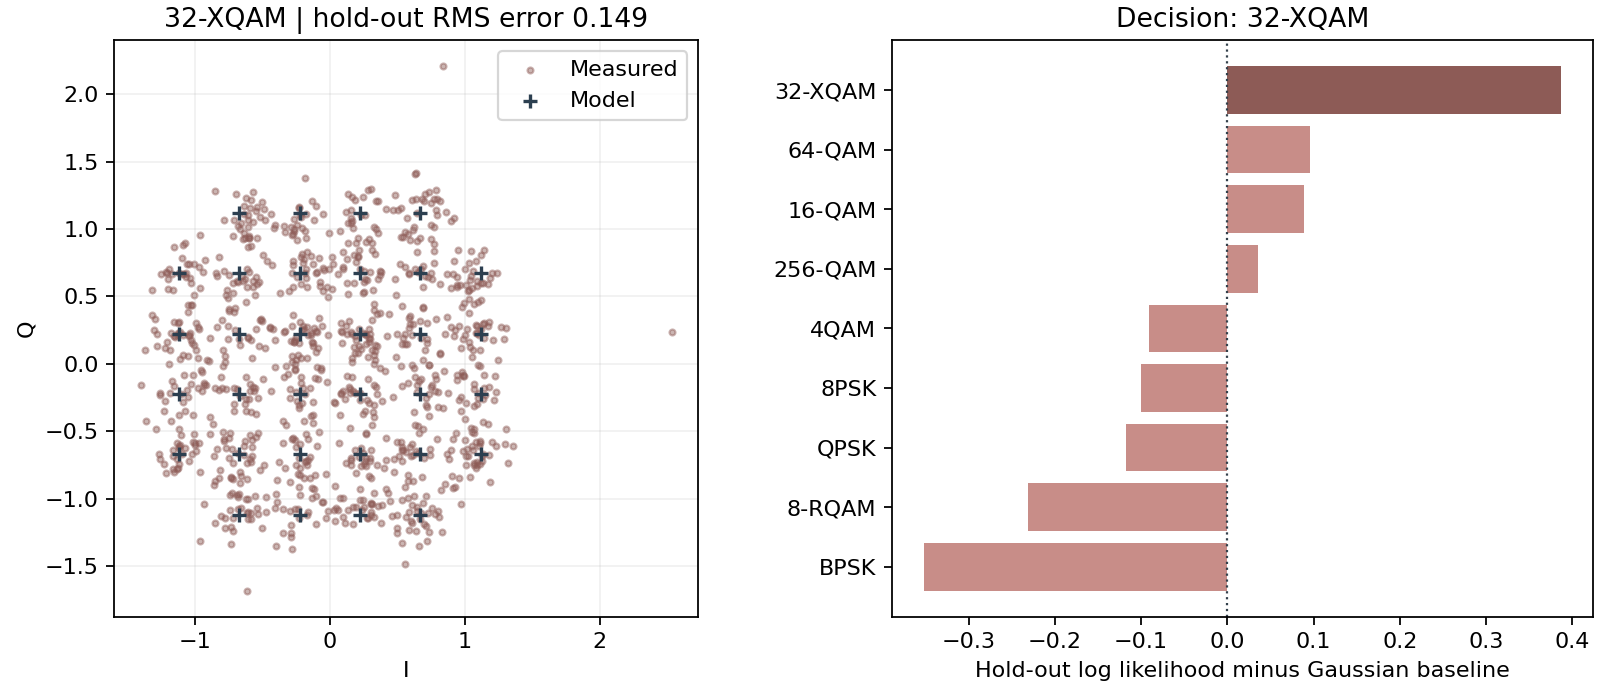 32-XQAM | hold-out RMS error 0.149
Measured
Model
2.0
1.5
1.0
0.5
0.0
−0.5
−1.0
−1.5
Q
−1
0
1
2
I
Decision: 32-XQAM
32-XQAM
64-QAM
16-QAM
256-QAM
4QAM
8PSK
QPSK
8-RQAM
BPSK
−0.3
−0.2
−0.1
0.0
0.1
0.2
0.3
0.4
Hold-out log likelihood minus Gaussian baseline